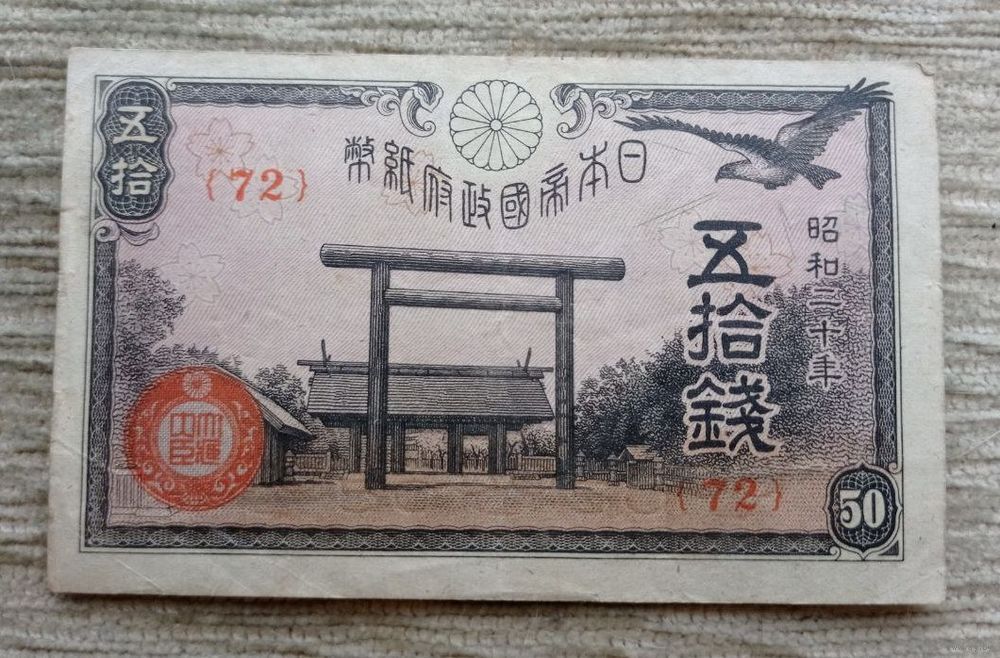 五拾
{72}
日本帝國政府紙幣
昭和二十年
五拾錢
{72}
50